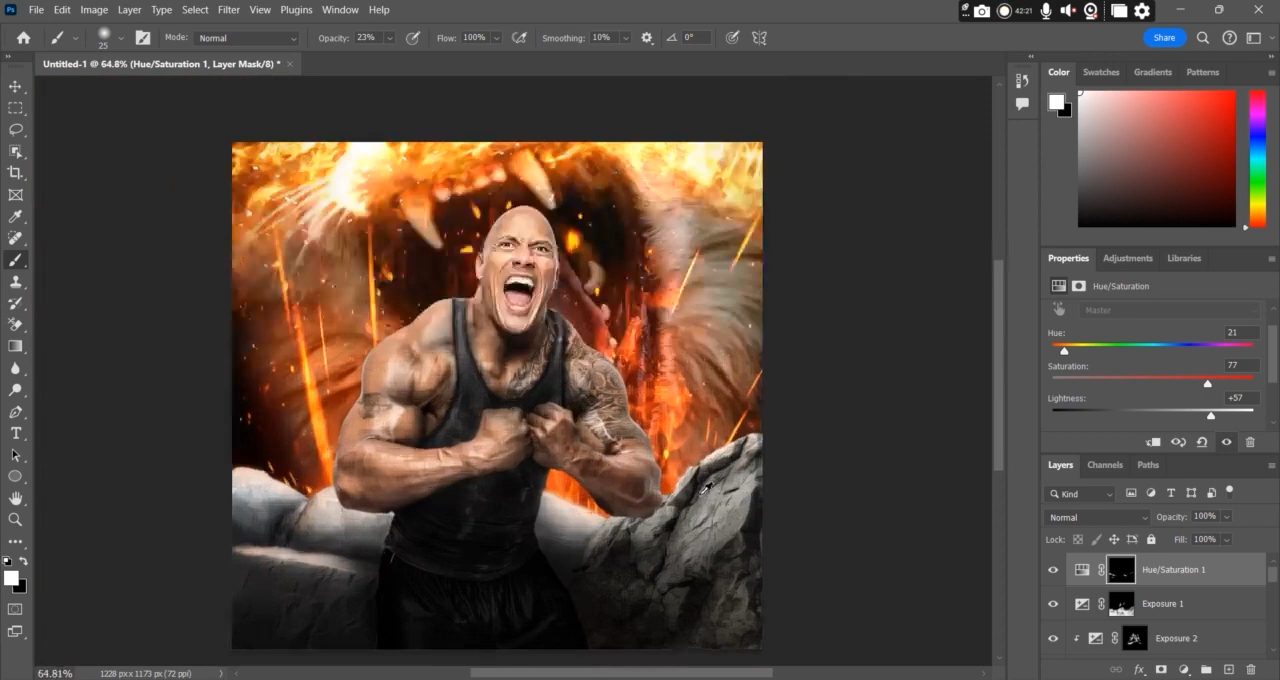 Ps File Edit Image Layer Type Select Filter View Plugins Window Help
42:21
25 Mode: Normal Opacity: 23% Flow: 100% Smoothing: 10% 0° Share
Untitled-1 @ 64.8% (Hue/Saturation 1, Layer Mask/8) *
Color Swatches Gradients Patterns
Properties Adjustments Libraries
Hue/Saturation
Master
Hue: 21
Saturation: 77
Lightness: +57
Layers Channels Paths
Kind
Normal Opacity: 100%
Lock: Fill: 100%
Hue/Saturation 1
Exposure 1
Exposure 2
64.81% 1228 px x 1173 px (72 ppi)